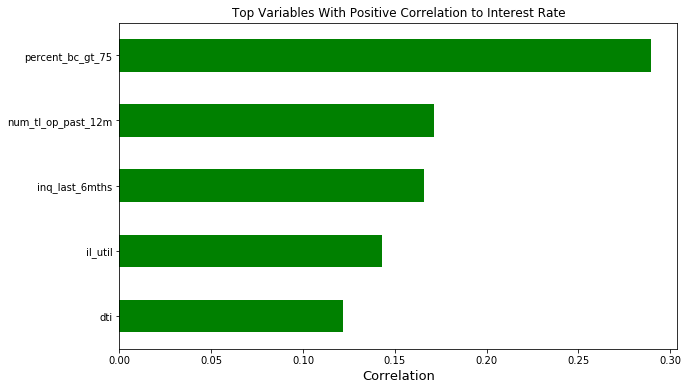 Top Variables With Positive Correlation to Interest Rate
percent_bc_gt_75
num_tl_op_past_12m
inq_last_6mths
il_util
dti
0.00 0.05 0.10 0.15 0.20 0.25 0.30
Correlation